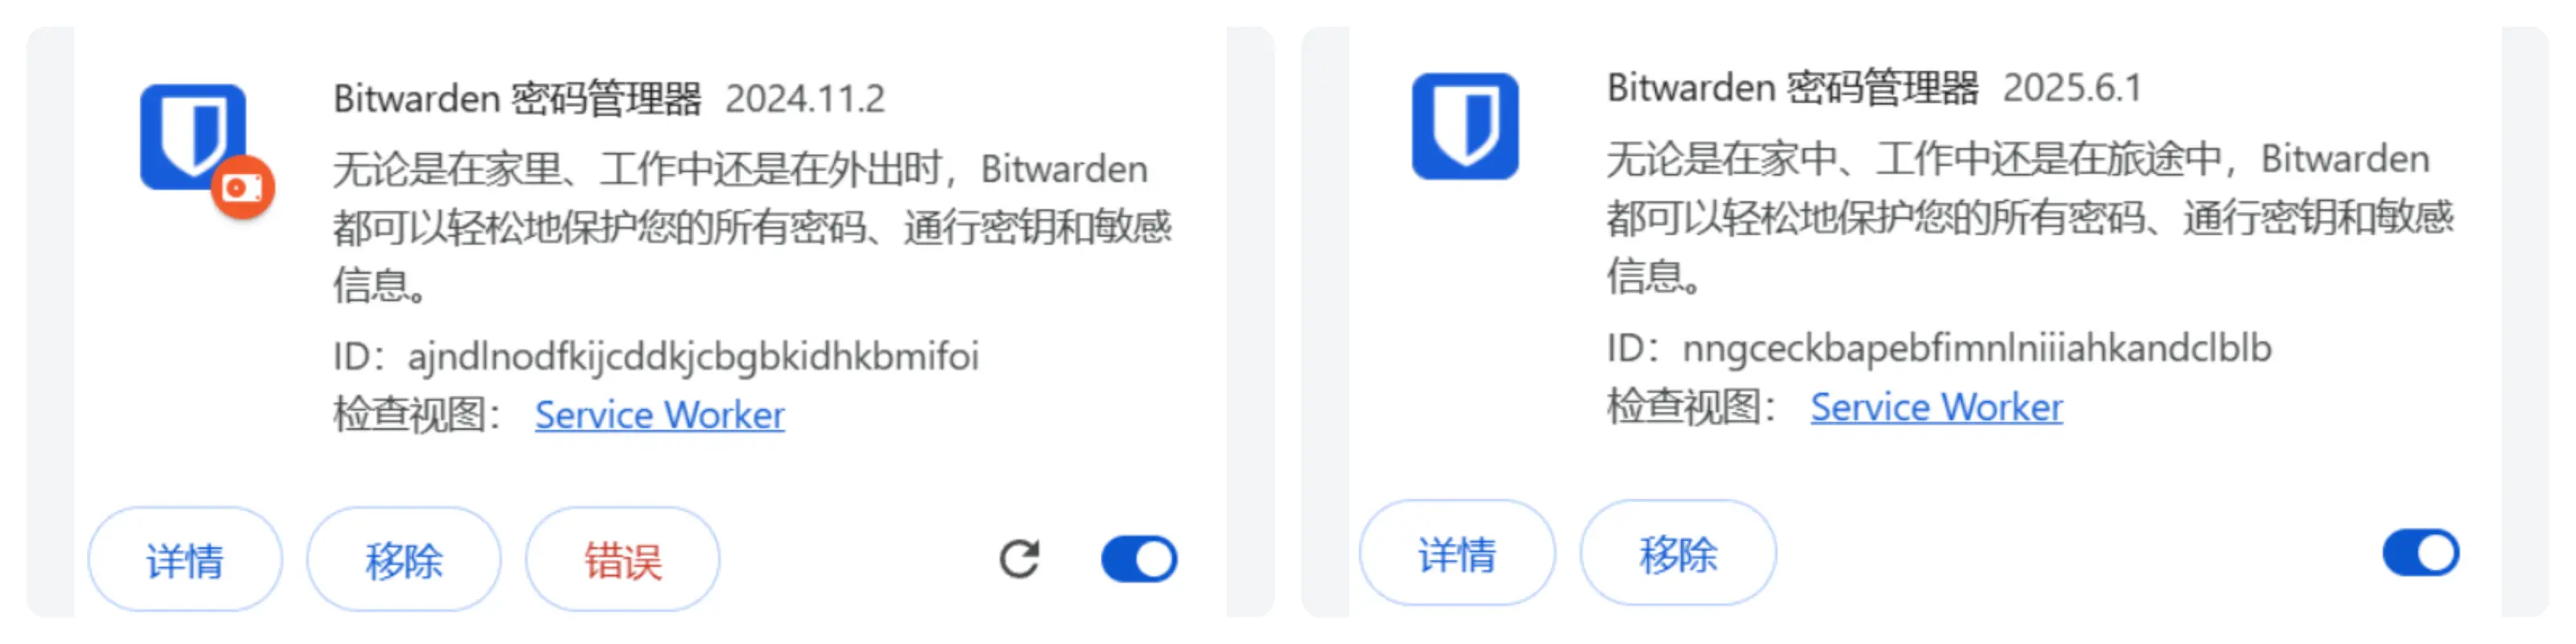 Bitwarden 密码管理器 2024.11.2
无论是在家里、工作中还是在外出时，Bitwarden
都可以轻松地保护您的所有密码、通行密钥和敏感
信息。
ID：ajndlnodfkijcddkjcbgbkidhkbmifoi
检查视图： Service Worker
详情 移除 错误
Bitwarden 密码管理器 2025.6.1
无论是在家中、工作中还是在旅途中，Bitwarden
都可以轻松地保护您的所有密码、通行密钥和敏感
信息。
ID：nngceckbapebfimnlniiiahkandclblb
检查视图： Service Worker
详情 移除